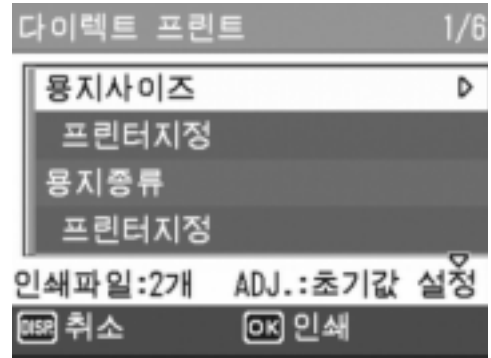 다이렉트 프린트 1/6
용지사이즈
프린터지정
용지종류
프린터지정
인쇄파일:2개 ADJ.:초기값 설정
DISP. 취소 OK 인쇄